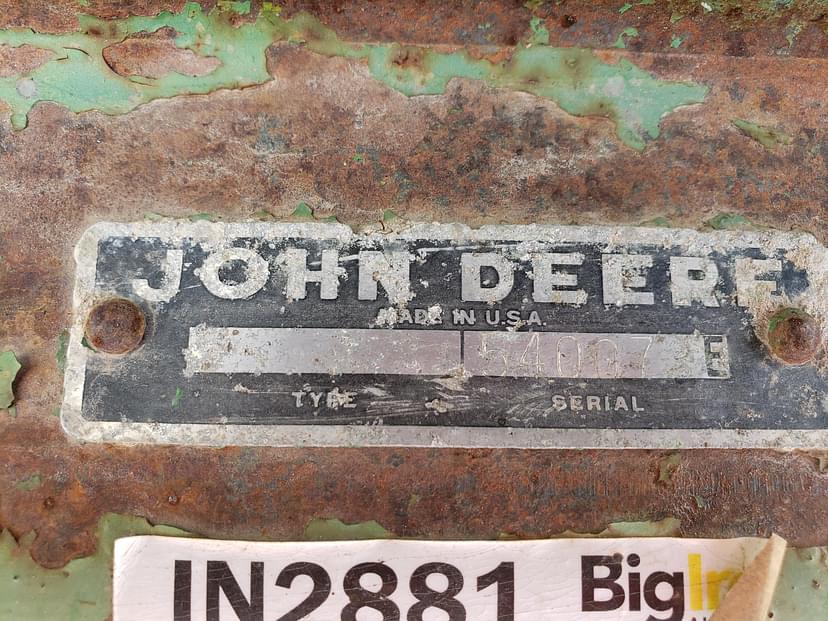 JOHN DEERE
MADE IN U.S.A.
54007 E
TYPE SERIAL
IN2881 Big